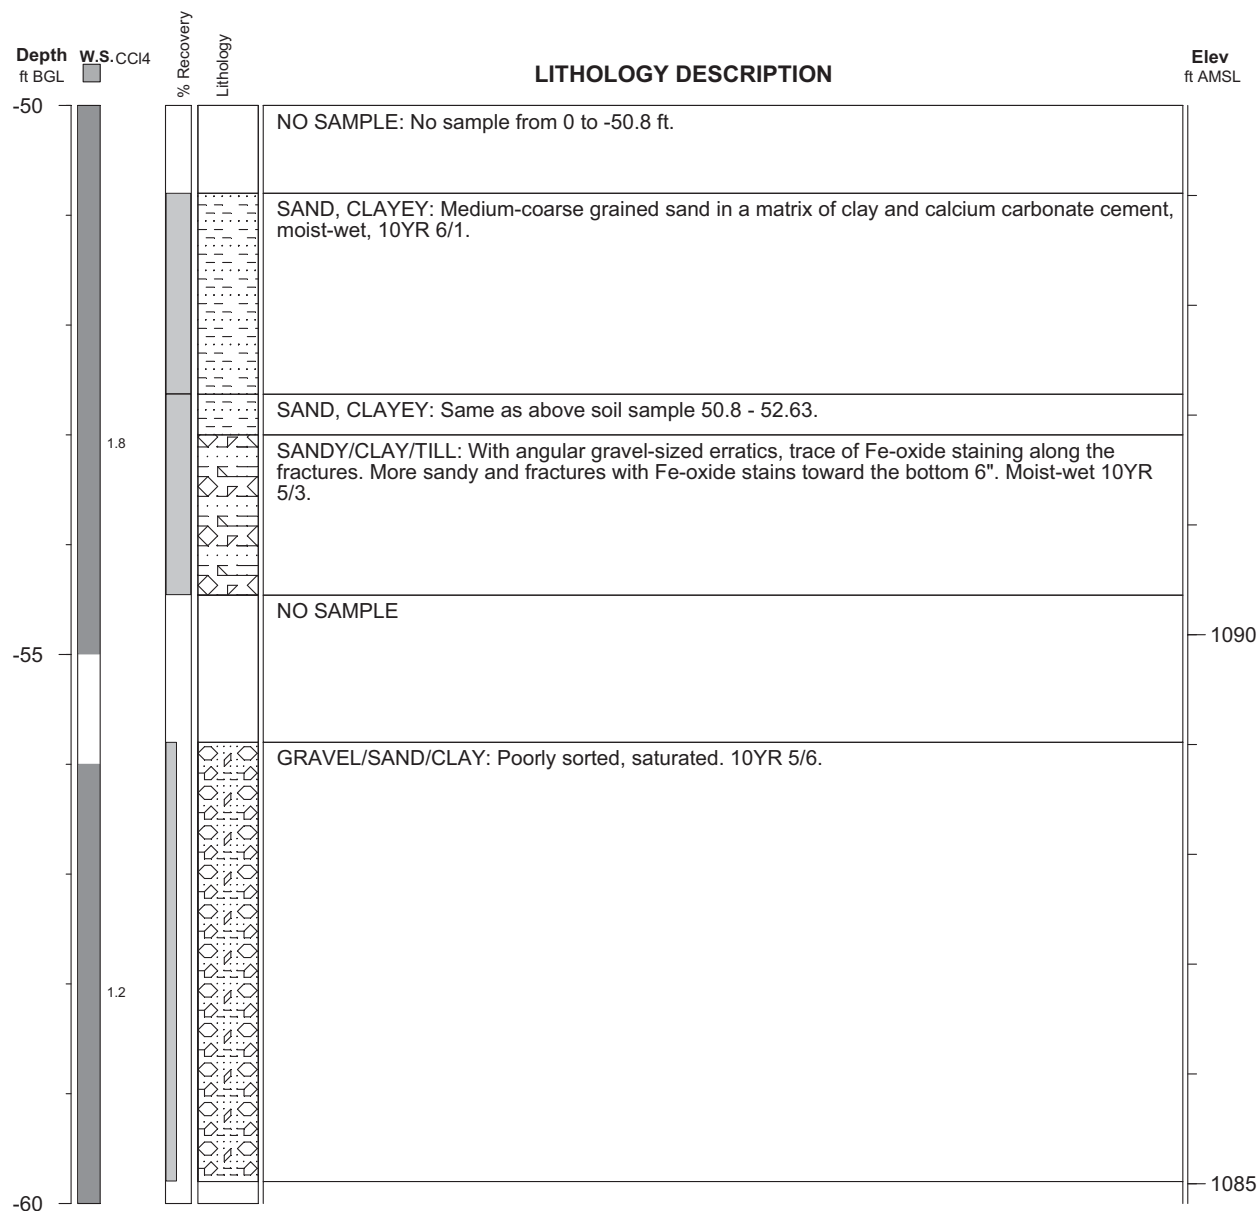 Depth W.S. CCl4 % Recovery Lithology Elev
ft BGL LITHOLOGY DESCRIPTION ft AMSL
-50
NO SAMPLE: No sample from 0 to -50.8 ft.
SAND, CLAYEY: Medium-coarse grained sand in a matrix of clay and calcium carbonate cement,
moist-wet, 10YR 6/1.
SAND, CLAYEY: Same as above soil sample 50.8 - 52.63.
1.8
SANDY/CLAY/TILL: With angular gravel-sized erratics, trace of Fe-oxide staining along the
fractures. More sandy and fractures with Fe-oxide stains toward the bottom 6". Moist-wet 10YR
5/3.
NO SAMPLE
1090
-55
GRAVEL/SAND/CLAY: Poorly sorted, saturated. 10YR 5/6.
1.2
1085
-60